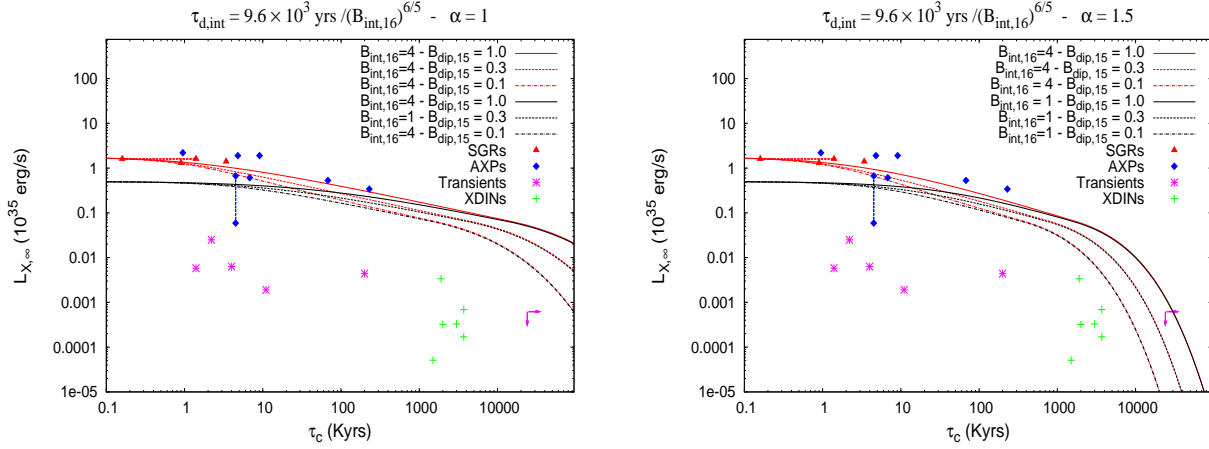 τd,int = 9.6 × 10^3 yrs /(Bint,16)^6/5 - α = 1
Bint,16=4 - Bdip,15 = 1.0
Bint,16=4 - Bdip,15 = 0.3
Bint,16=4 - Bdip,15 = 0.1
Bint,16=1 - Bdip,15 = 1.0
Bint,16=1 - Bdip,15 = 0.3
Bint,16=4 - Bdip,15 = 0.1
SGRs
AXPs
Transients
XDINs
100
10
1
0.1
0.01
0.001
0.0001
1e-05
LX,∞ (10^35 erg/s)
0.1 1 10 100 1000 10000
τc (Kyrs)
τd,int = 9.6 × 10^3 yrs /(Bint,16)^6/5 - α = 1.5
Bint,16=4 - Bdip,15 = 1.0
Bint,16=4 - Bdip,15 = 0.3
Bint,16=4 - Bdip,15 = 0.1
Bint,16=1 - Bdip,15 = 1.0
Bint,16=1 - Bdip,15 = 0.3
Bint,16=1 - Bdip,15 = 0.1
SGRs
AXPs
Transients
XDINs
100
10
1
0.1
0.01
0.001
0.0001
1e-05
LX,∞ (10^35 erg/s)
0.1 1 10 100 1000 10000
τc (Kyrs)